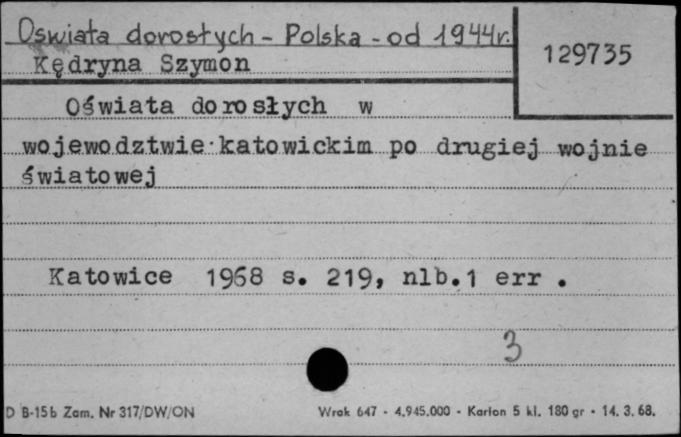 Oświata dorosłych - Polska - od 1944r.
129735
Kędryna Szymon
Oświata dorosłych w
wojewodztwie katowickim po drugiej wojnie
światowej
Katowice 1968 s. 219, nlb.1 err .
3
D B-15b Zam. Nr 317/DW/ON
Wrak 647 - 4.945.000 - Karton 5 kl. 180 gr - 14. 3. 68.